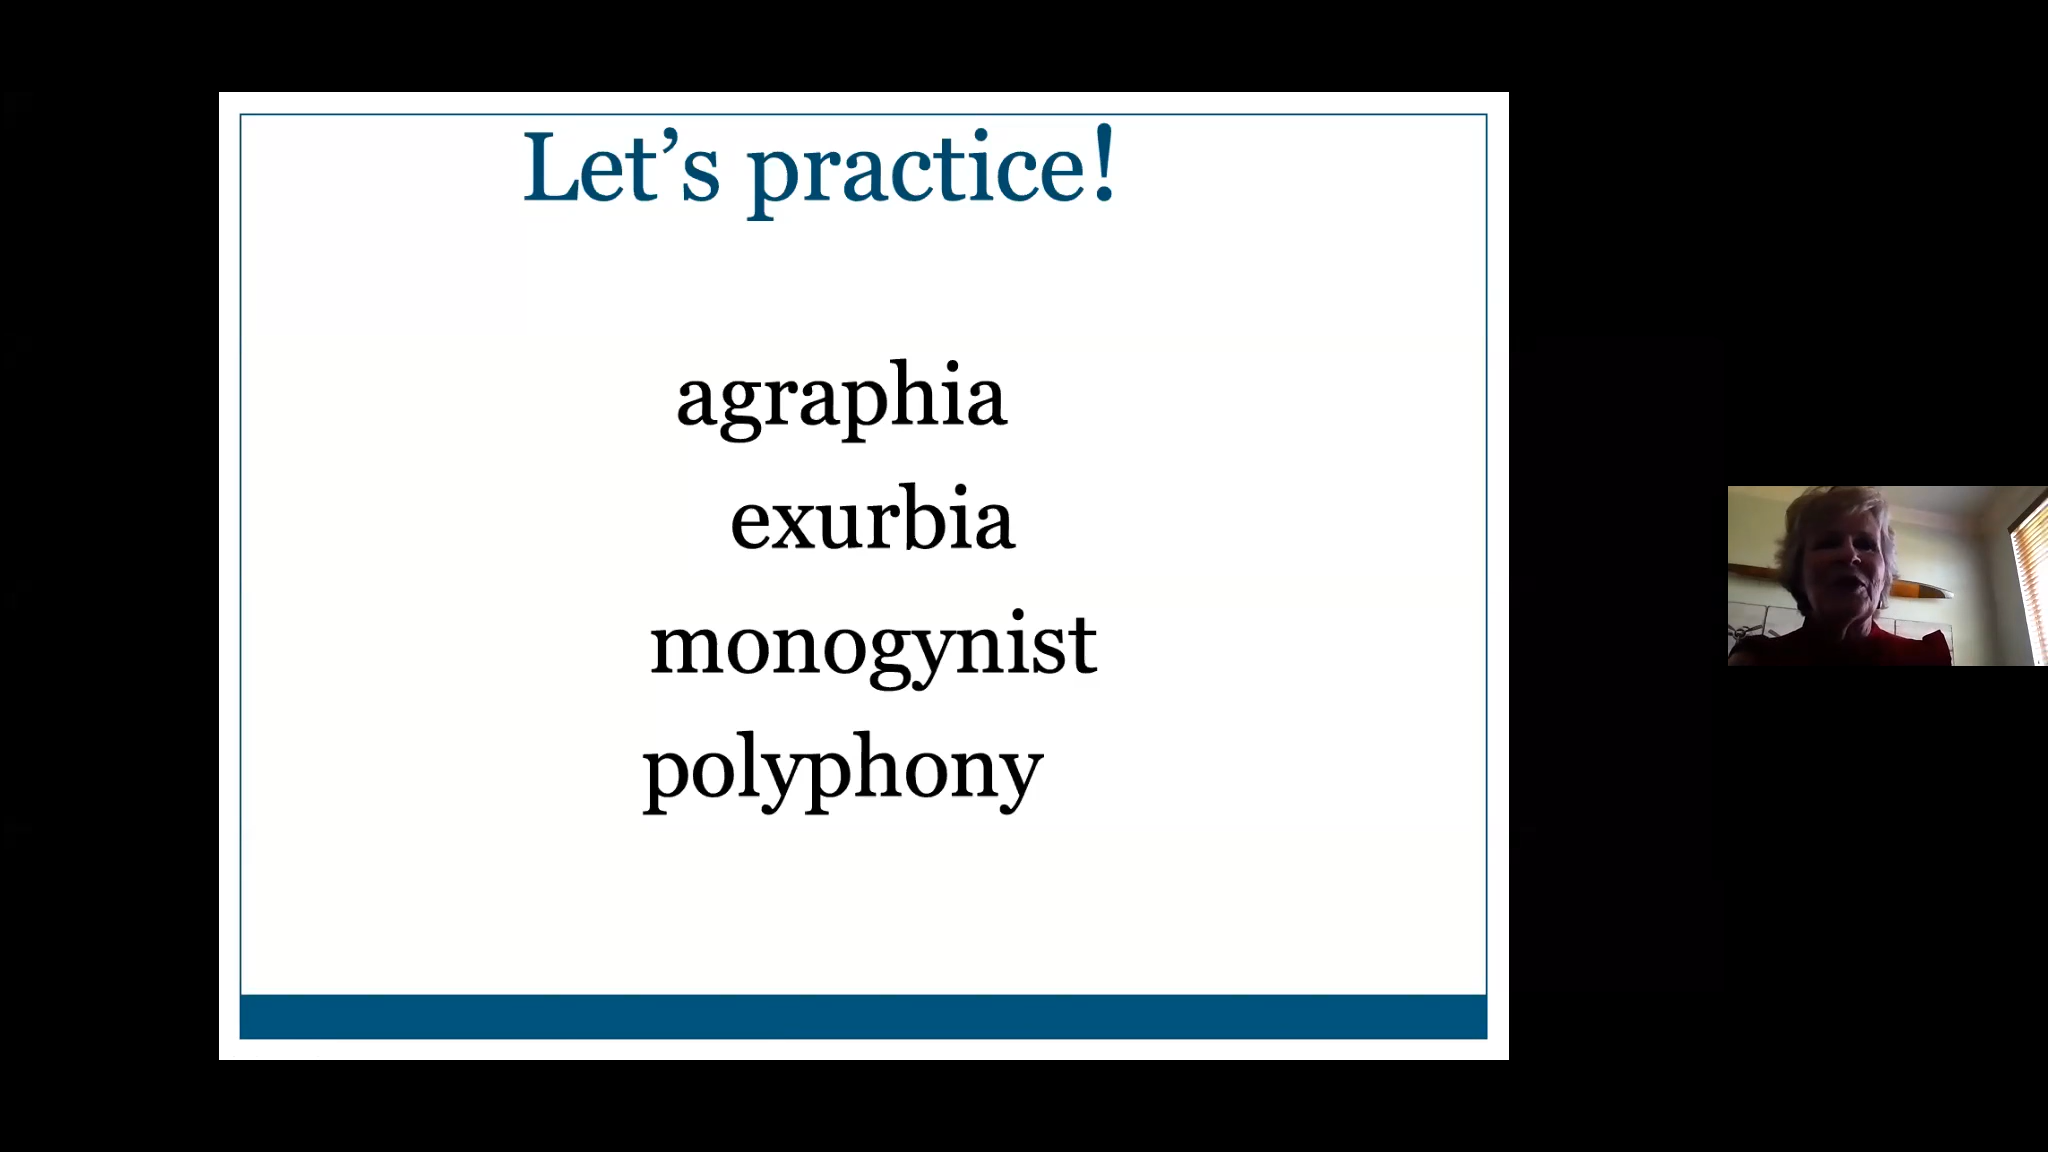 Let’s practice!
agraphia
exurbia
monogynist
polyphony